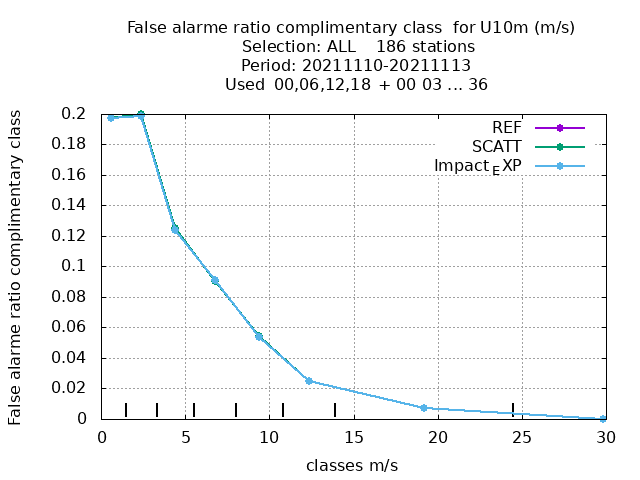 False alarme ratio complimentary class  for U10m (m/s)
Selection: ALL    186 stations
Period: 20211110-20211113
Used  00,06,12,18 + 00 03 ... 36
False alarme ratio complimentary class
0.2
0.18
0.16
0.14
0.12
0.1
0.08
0.06
0.04
0.02
0
REF
SCATT
Impact_EXP
0 5 10 15 20 25 30
classes m/s